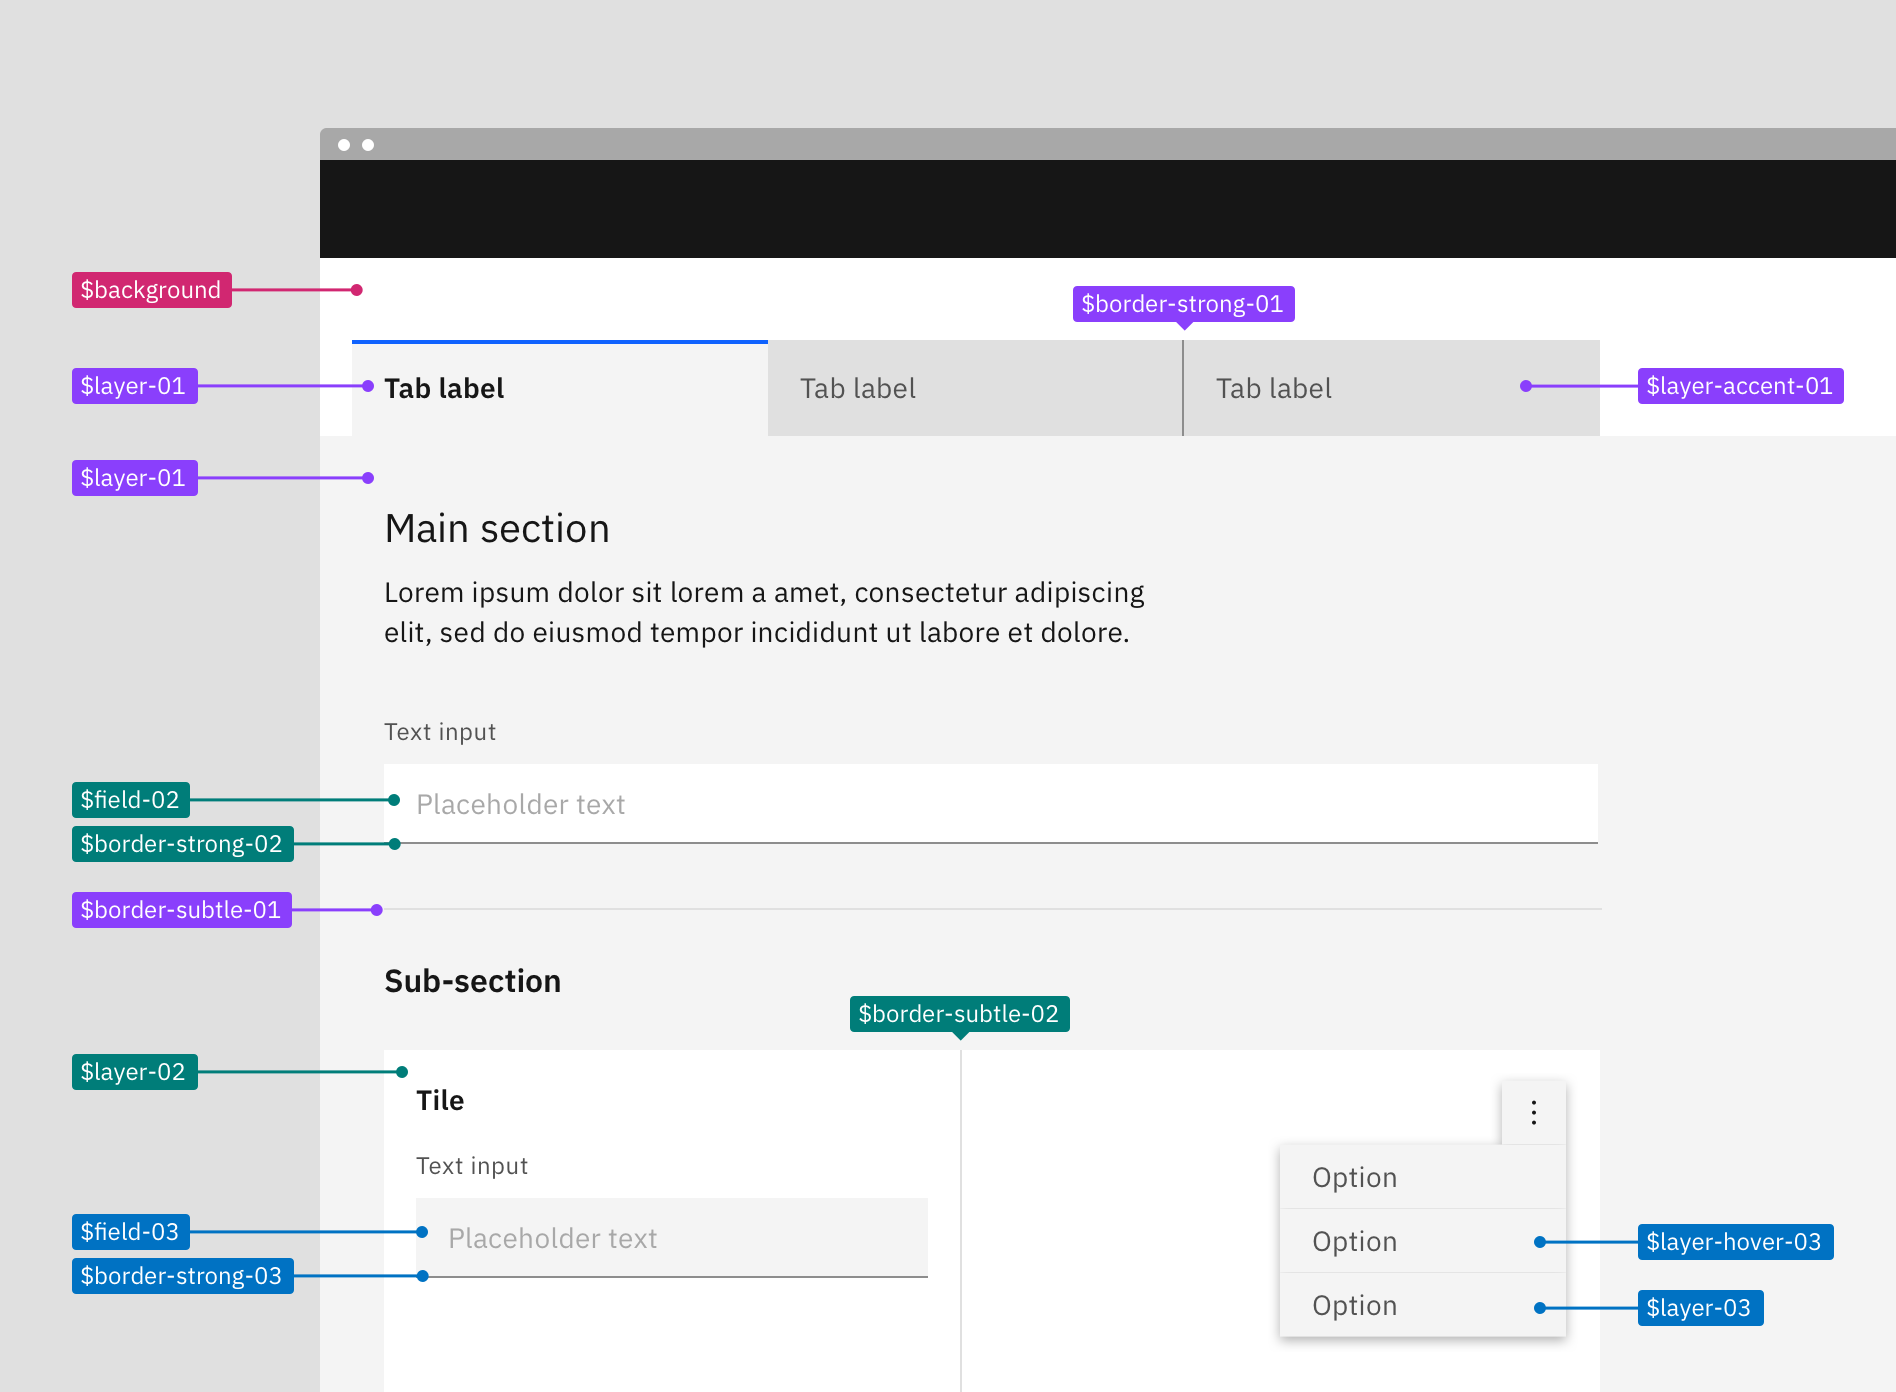 $background
$border-strong-01
$layer-01
Tab label
Tab label
Tab label
$layer-accent-01
$layer-01
Main section
Lorem ipsum dolor sit lorem a amet, consectetur adipiscing
elit, sed do eiusmod tempor incididunt ut labore et dolore.
Text input
$field-02
Placeholder text
$border-strong-02
$border-subtle-01
Sub-section
$border-subtle-02
$layer-02
Tile
Text input
Option
$field-03
Placeholder text
Option
$layer-hover-03
$border-strong-03
Option
$layer-03